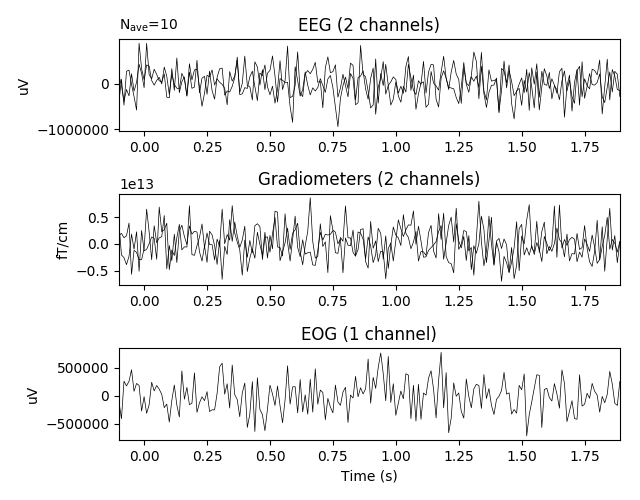 N_ave=10
EEG (2 channels)
uV
0
−1000000
0.00 0.25 0.50 0.75 1.00 1.25 1.50 1.75
1e13
Gradiometers (2 channels)
fT/cm
0.5
0.0
−0.5
0.00 0.25 0.50 0.75 1.00 1.25 1.50 1.75
EOG (1 channel)
uV
500000
0
−500000
0.00 0.25 0.50 0.75 1.00 1.25 1.50 1.75
Time (s)